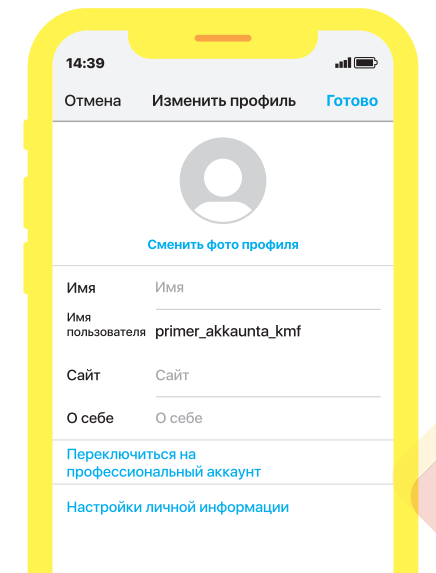 14:39
Отмена Изменить профиль Готово
Сменить фото профиля
Имя Имя
Имя
пользователя primer_akkaunta_kmf
Сайт Сайт
О себе О себе
Переключиться на
профессиональный аккаунт
Настройки личной информации